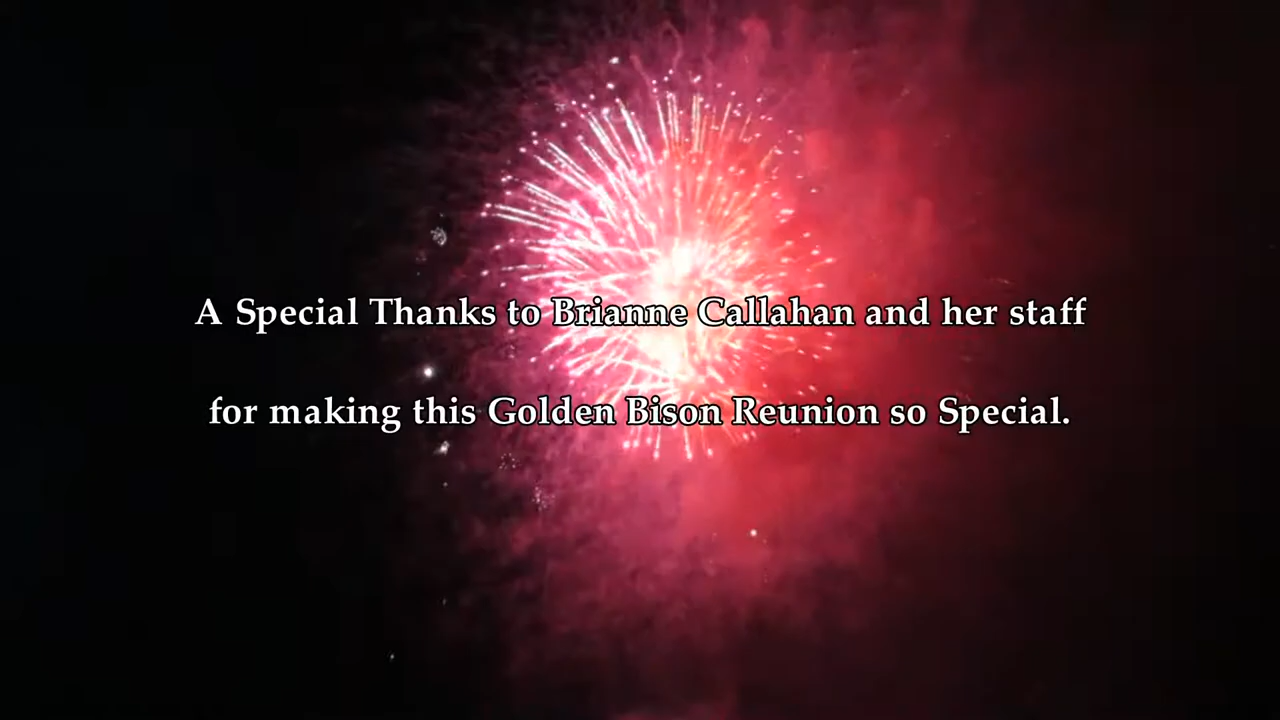 A Special Thanks to Brianne Callahan and her staff
for making this Golden Bison Reunion so Special.